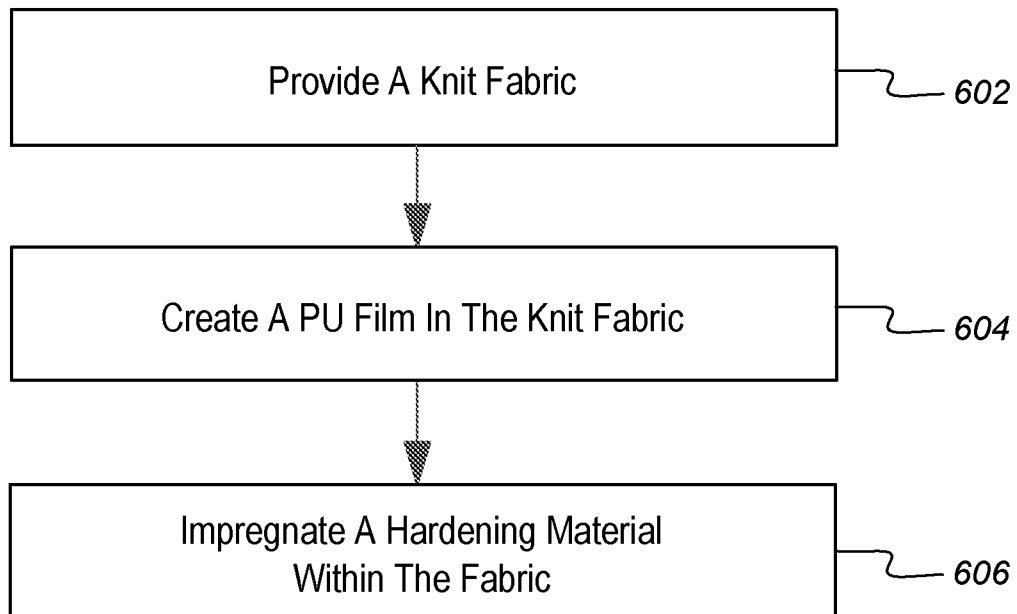 Provide A Knit Fabric
602
Create A PU Film In The Knit Fabric
604
Impregnate A Hardening Material
Within The Fabric
606